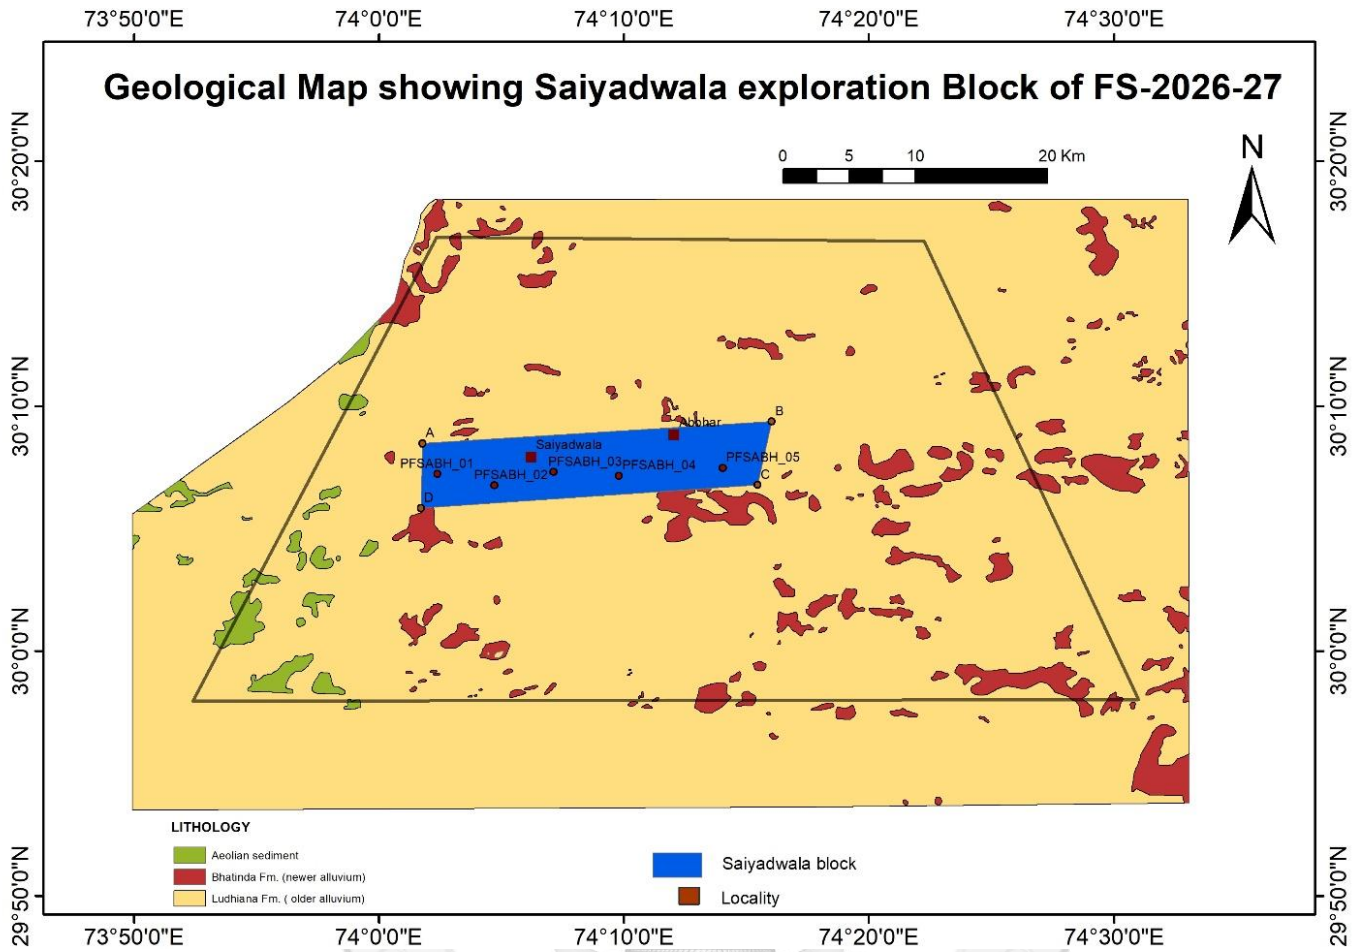 73°50'0"E 74°0'0"E 74°10'0"E 74°20'0"E 74°30'0"E
Geological Map showing Saiyadwala exploration Block of FS-2026-27
30°20'0"N
30°20'0"N
0 5 10 20 Km
N
30°10'0"N
30°10'0"N
A
B
Abohar
Saiyadwala
PFSABH_01
PFSABH_02
PFSABH_03
PFSABH_04
PFSABH_05
C
D
30°0'0"N
30°0'0"N
LITHOLOGY
Aeolian sediment
Bhatinda Fm. (newer alluvium)
Ludhiana Fm. ( older alluvium)
Saiyadwala block
Locality
29°50'0"N
29°50'0"N
73°50'0"E 74°0'0"E 74°10'0"E 74°20'0"E 74°30'0"E